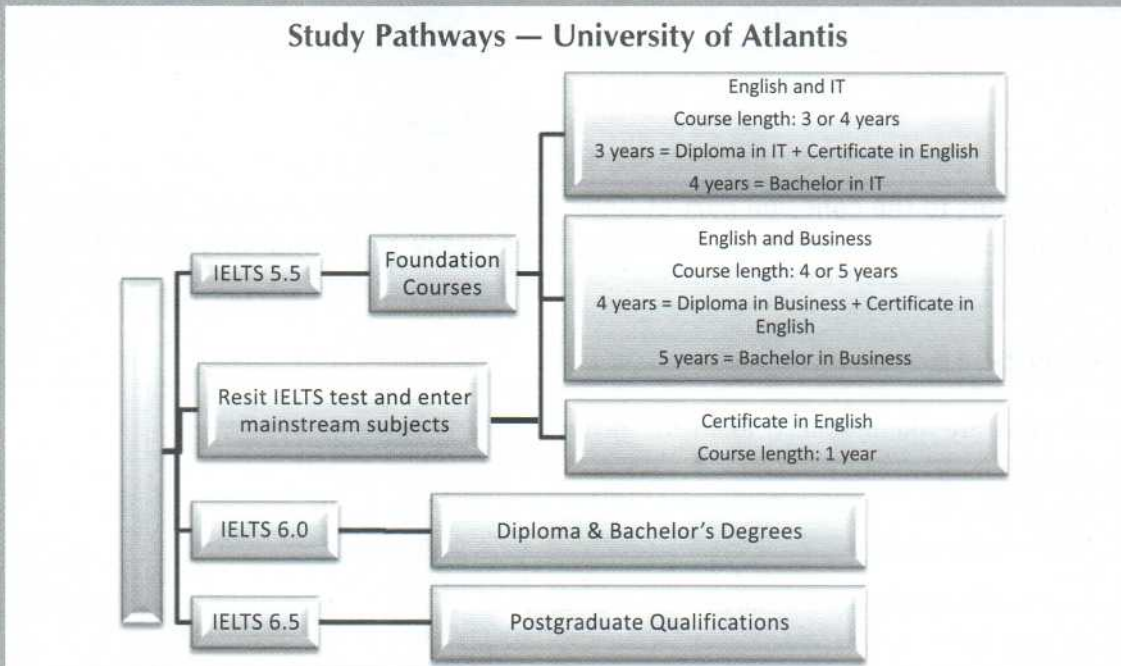 Study Pathways — University of Atlantis
English and IT
Course length: 3 or 4 years
3 years = Diploma in IT + Certificate in English
4 years = Bachelor in IT
English and Business
Course length: 4 or 5 years
4 years = Diploma in Business + Certificate in
English
5 years = Bachelor in Business
IELTS 5.5
Foundation
Courses
Resit IELTS test and enter
mainstream subjects
Certificate in English
Course length: 1 year
IELTS 6.0
Diploma & Bachelor's Degrees
IELTS 6.5
Postgraduate Qualifications